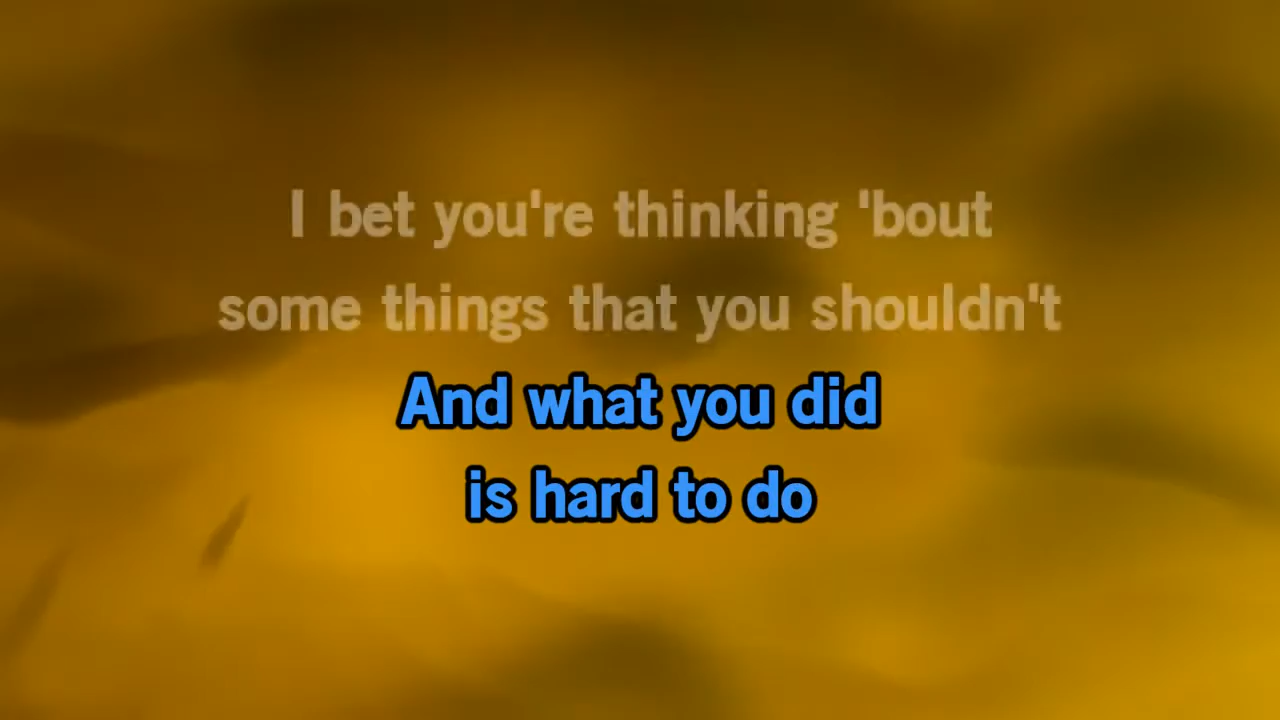 I bet you're thinking 'bout
some things that you shouldn't
And what you did
is hard to do